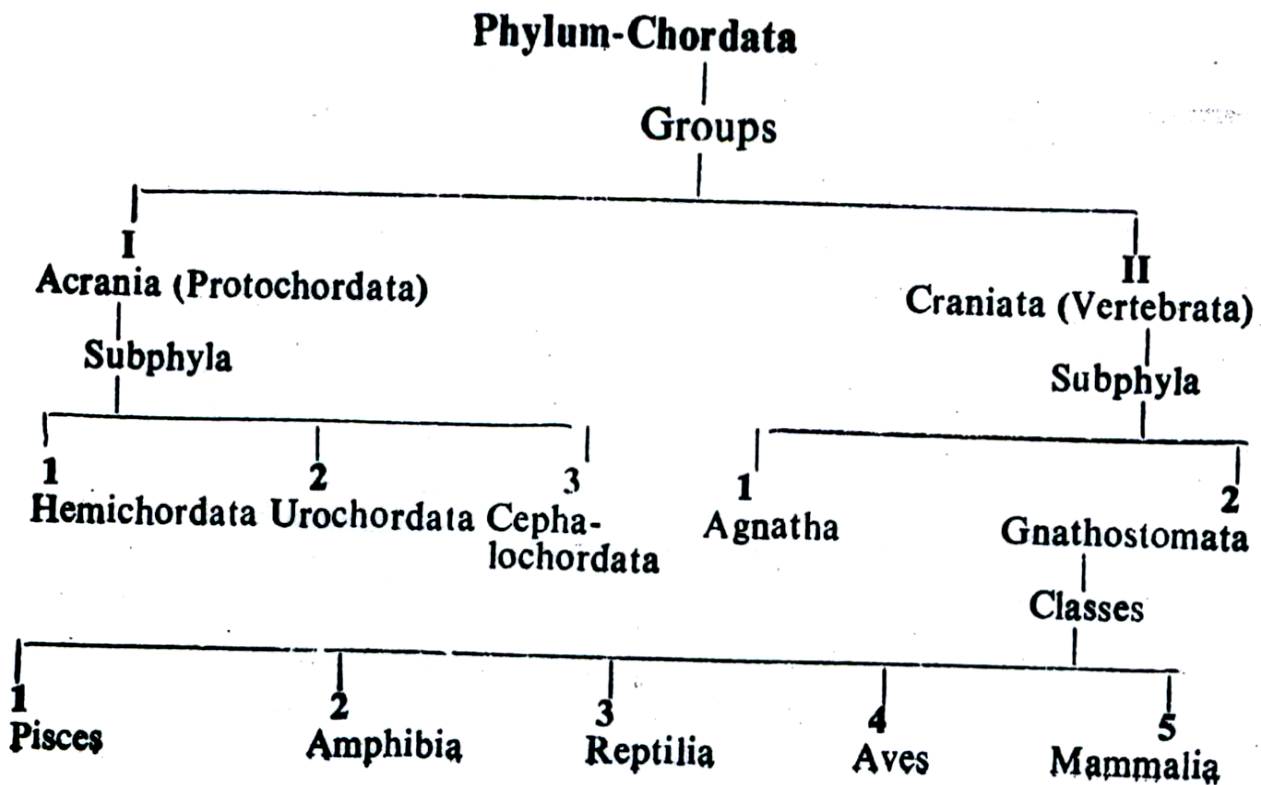 Phylum-Chordata
Groups
I
Acrania (Protochordata)
Subphyla
1
Hemichordata
2
Urochordata
3
Cepha-
lochordata
II
Craniata (Vertebrata)
Subphyla
1
Agnatha
2
Gnathostomata
Classes
1
Pisces
2
Amphibia
3
Reptilia
4
Aves
5
Mammalia